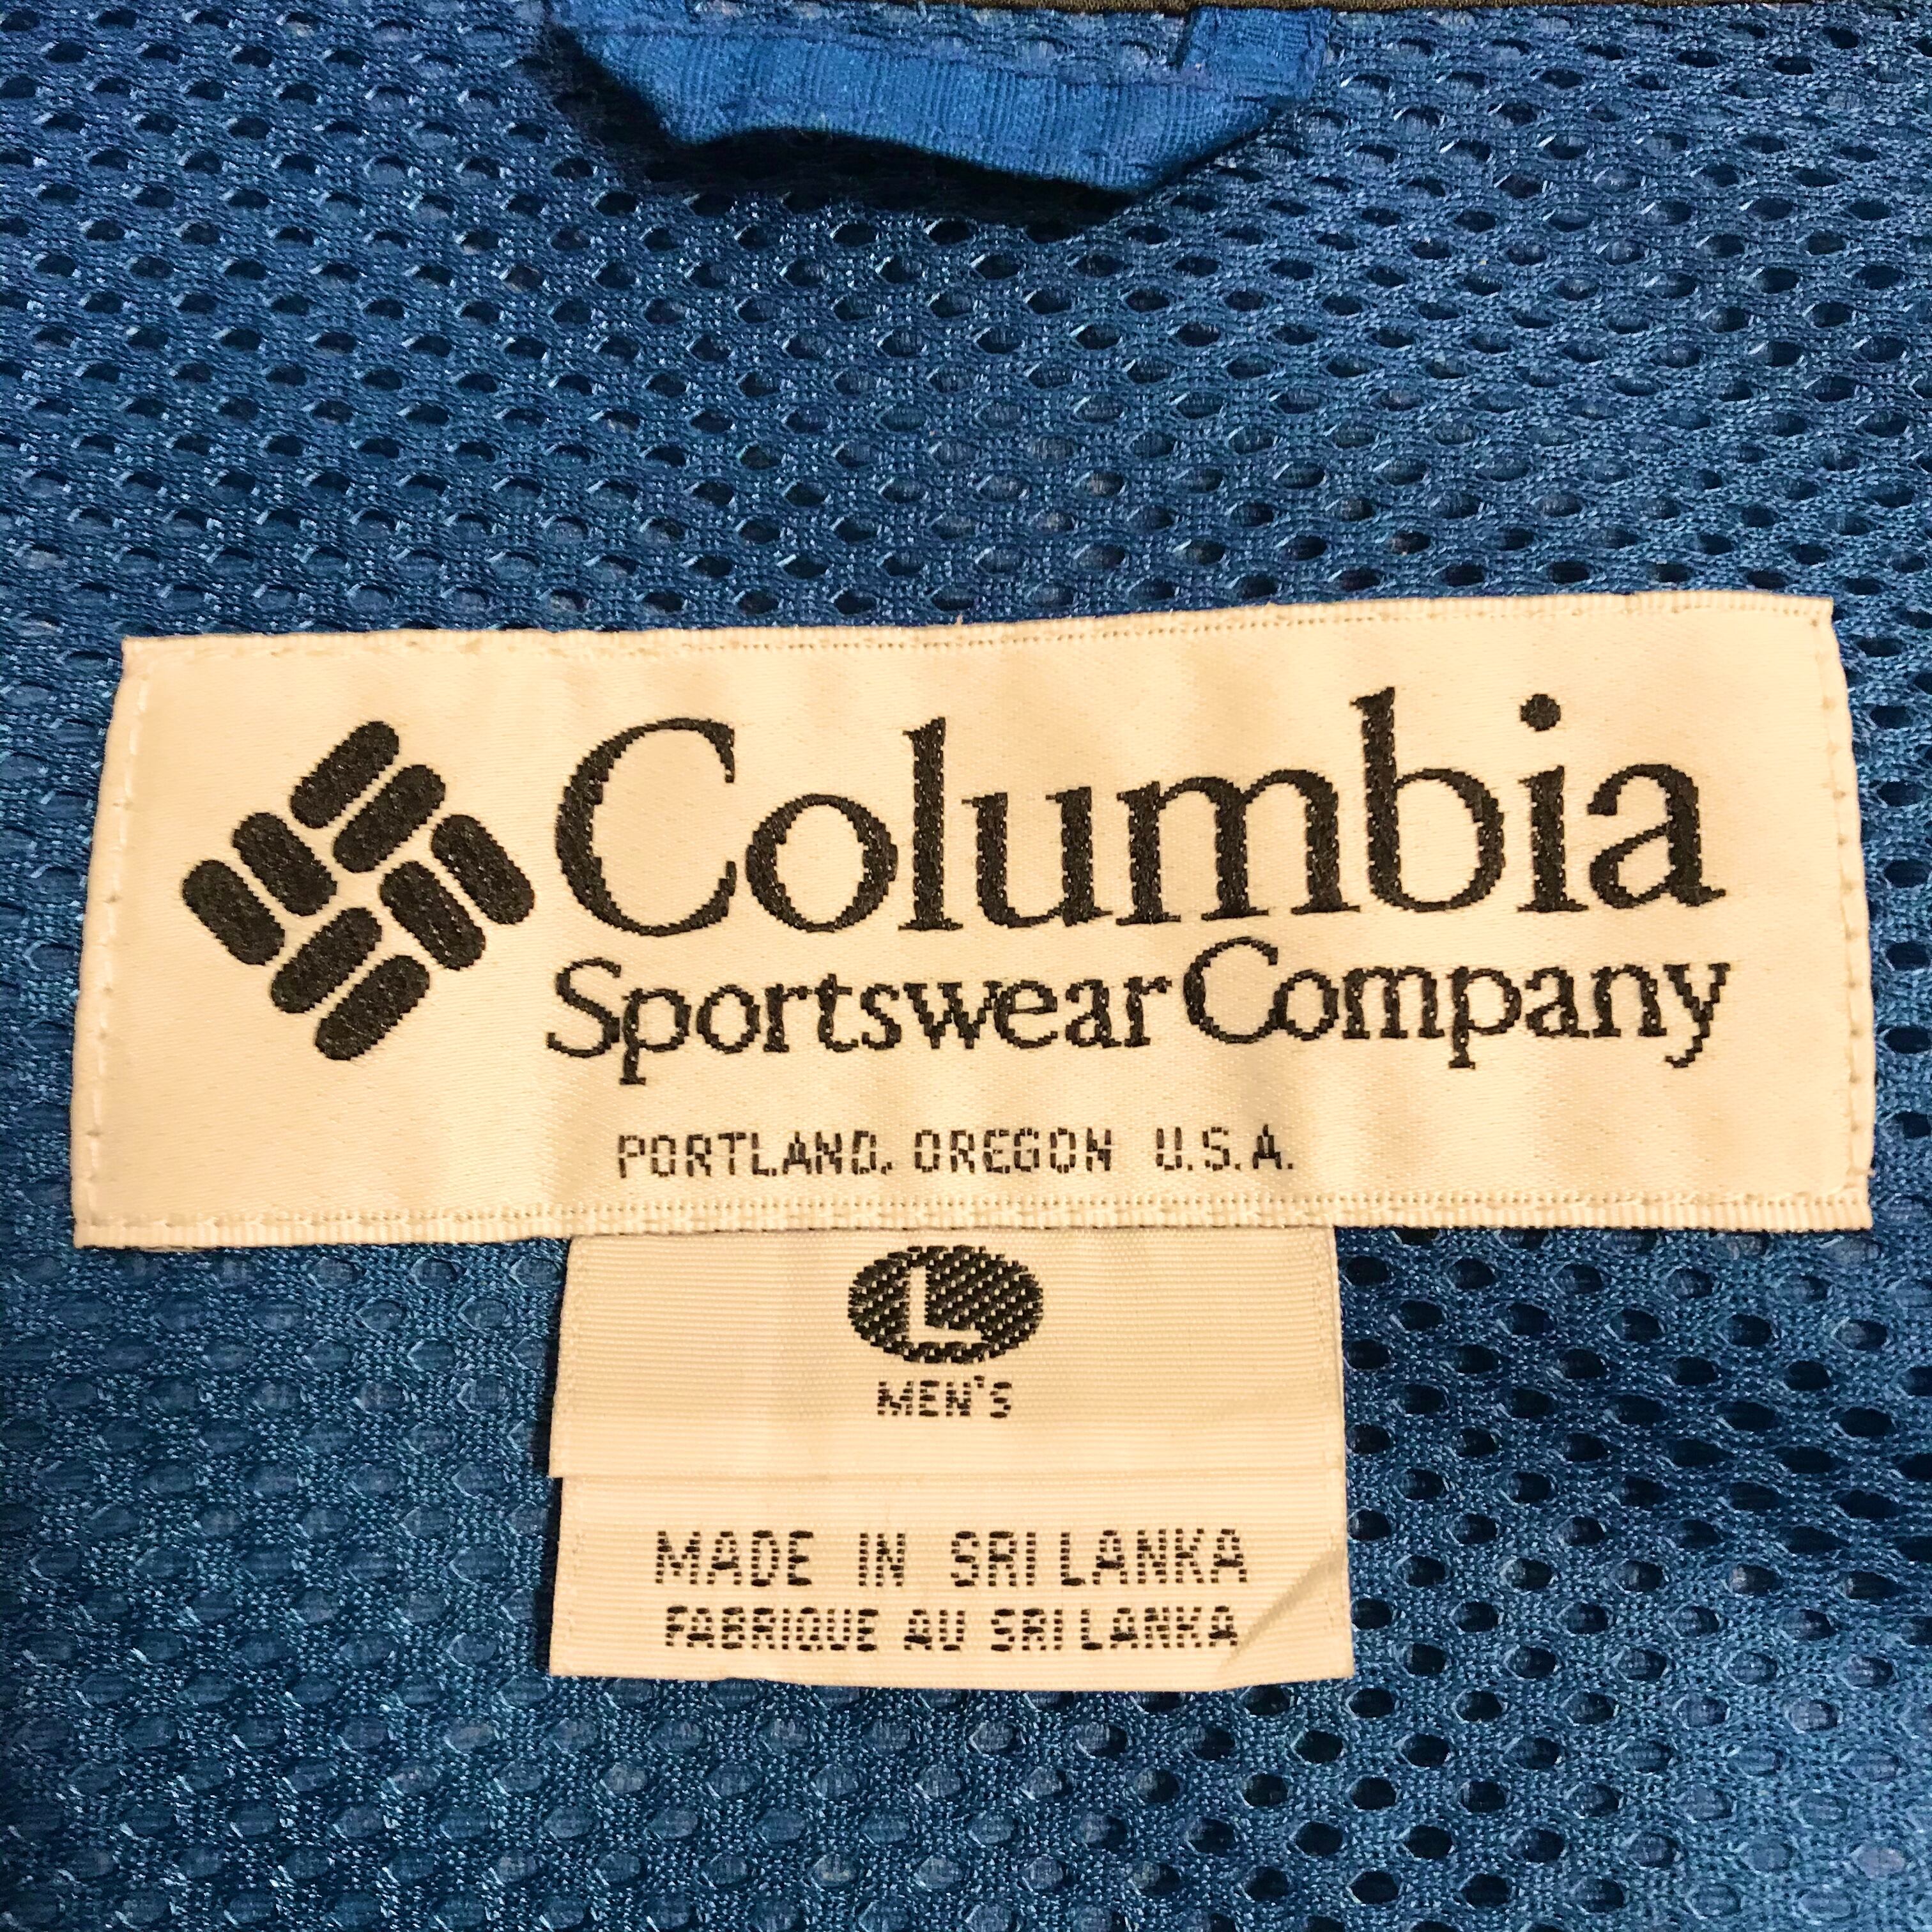 Columbia
Sportswear Company
PORTLAND, OREGON U.S.A.
L
MEN'S
MADE IN SRI LANKA
FABRIQUE AU SRI LANKA